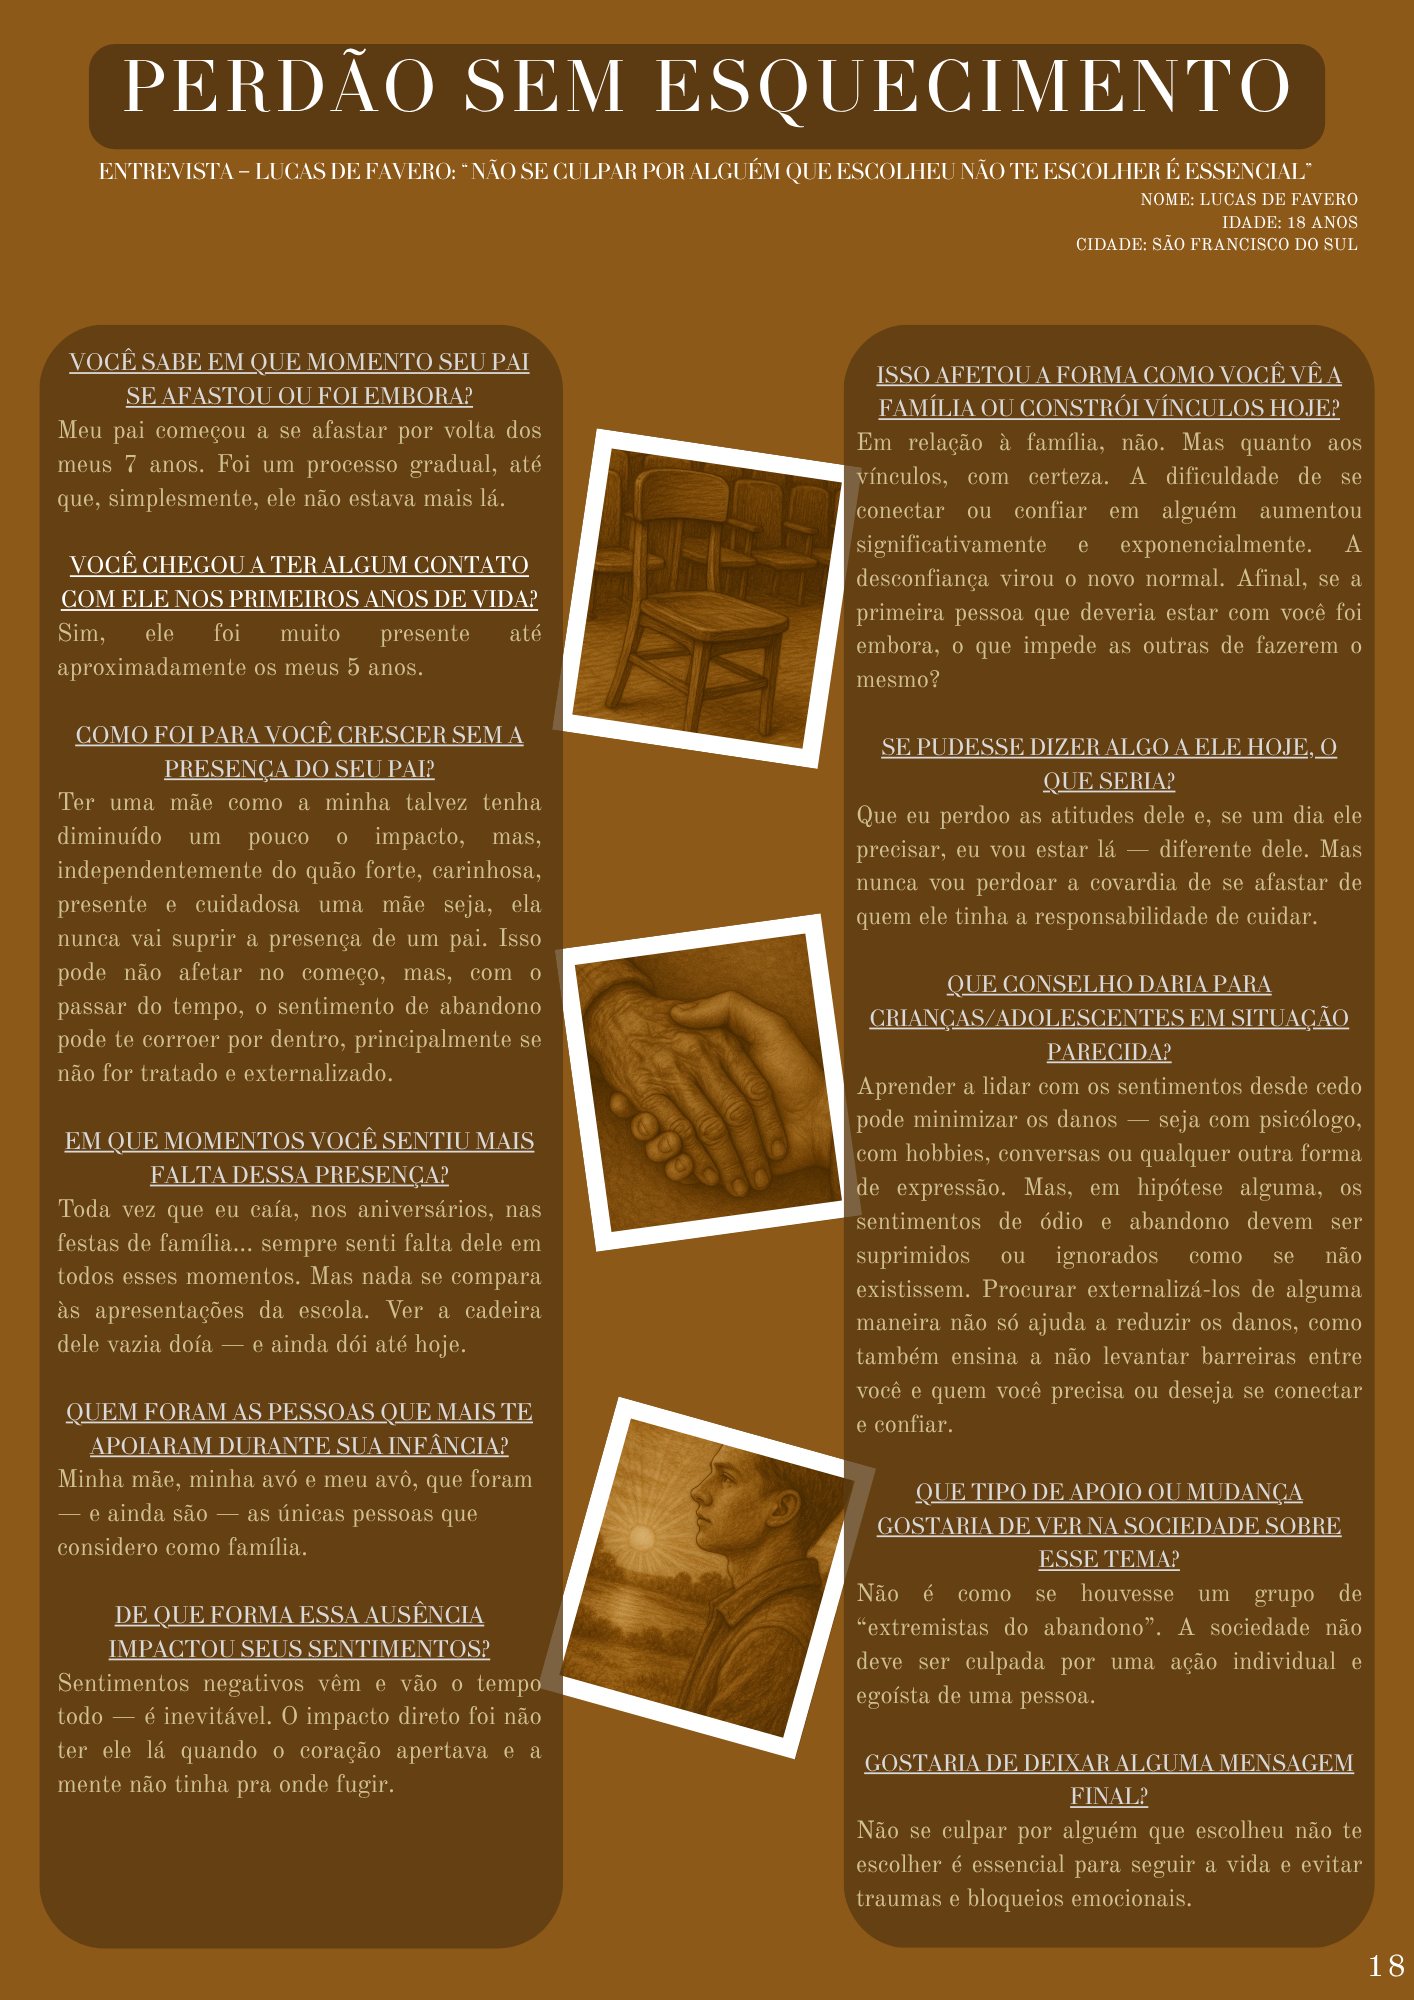 PERDÃO SEM ESQUECIMENTO
ENTREVISTA – LUCAS DE FAVERO: “ NÃO SE CULPAR POR ALGUÉM QUE ESCOLHEU NÃO TE ESCOLHER É ESSENCIAL”
NOME: LUCAS DE FAVERO
IDADE: 18 ANOS
CIDADE: SÃO FRANCISCO DO SUL
VOCÊ SABE EM QUE MOMENTO SEU PAI
SE AFASTOU OU FOI EMBORA?
Meu pai começou a se afastar por volta dos
meus 7 anos. Foi um processo gradual, até
que, simplesmente, ele não estava mais lá.
VOCÊ CHEGOU A TER ALGUM CONTATO
COM ELE NOS PRIMEIROS ANOS DE VIDA?
Sim, ele foi muito presente até
aproximadamente os meus 5 anos.
COMO FOI PARA VOCÊ CRESCER SEM A
PRESENÇA DO SEU PAI?
Ter uma mãe como a minha talvez tenha
diminuído um pouco o impacto, mas,
independentemente do quão forte, carinhosa,
presente e cuidadosa uma mãe seja, ela
nunca vai suprir a presença de um pai. Isso
pode não afetar no começo, mas, com o
passar do tempo, o sentimento de abandono
pode te corroer por dentro, principalmente se
não for tratado e externalizado.
EM QUE MOMENTOS VOCÊ SENTIU MAIS
FALTA DESSA PRESENÇA?
Toda vez que eu caía, nos aniversários, nas
festas de família... sempre senti falta dele em
todos esses momentos. Mas nada se compara
às apresentações da escola. Ver a cadeira
dele vazia doía — e ainda dói até hoje.
QUEM FORAM AS PESSOAS QUE MAIS TE
APOIARAM DURANTE SUA INFÂNCIA?
Minha mãe, minha avó e meu avô, que foram
— e ainda são — as únicas pessoas que
considero como família.
DE QUE FORMA ESSA AUSÊNCIA
IMPACTOU SEUS SENTIMENTOS?
Sentimentos negativos vêm e vão o tempo
todo — é inevitável. O impacto direto foi não
ter ele lá quando o coração apertava e a
mente não tinha pra onde fugir.
ISSO AFETOU A FORMA COMO VOCÊ VÊ A
FAMÍLIA OU CONSTRÓI VÍNCULOS HOJE?
Em relação à família, não. Mas quanto aos
vínculos, com certeza. A dificuldade de se
conectar ou confiar em alguém aumentou
significativamente e exponencialmente. A
desconfiança virou o novo normal. Afinal, se a
primeira pessoa que deveria estar com você foi
embora, o que impede as outras de fazerem o
mesmo?
SE PUDESSE DIZER ALGO A ELE HOJE, O
QUE SERIA?
Que eu perdoo as atitudes dele e, se um dia ele
precisar, eu vou estar lá — diferente dele. Mas
nunca vou perdoar a covardia de se afastar de
quem ele tinha a responsabilidade de cuidar.
QUE CONSELHO DARIA PARA
CRIANÇAS/ADOLESCENTES EM SITUAÇÃO
PARECIDA?
Aprender a lidar com os sentimentos desde cedo
pode minimizar os danos — seja com psicólogo,
com hobbies, conversas ou qualquer outra forma
de expressão. Mas, em hipótese alguma, os
sentimentos de ódio e abandono devem ser
suprimidos ou ignorados como se não
existissem. Procurar externalizá-los de alguma
maneira não só ajuda a reduzir os danos, como
também ensina a não levantar barreiras entre
você e quem você precisa ou deseja se conectar
e confiar.
QUE TIPO DE APOIO OU MUDANÇA
GOSTARIA DE VER NA SOCIEDADE SOBRE
ESSE TEMA?
Não é como se houvesse um grupo de
“extremistas do abandono”. A sociedade não
deve ser culpada por uma ação individual e
egoísta de uma pessoa.
GOSTARIA DE DEIXAR ALGUMA MENSAGEM
FINAL?
Não se culpar por alguém que escolheu não te
escolher é essencial para seguir a vida e evitar
traumas e bloqueios emocionais.
18